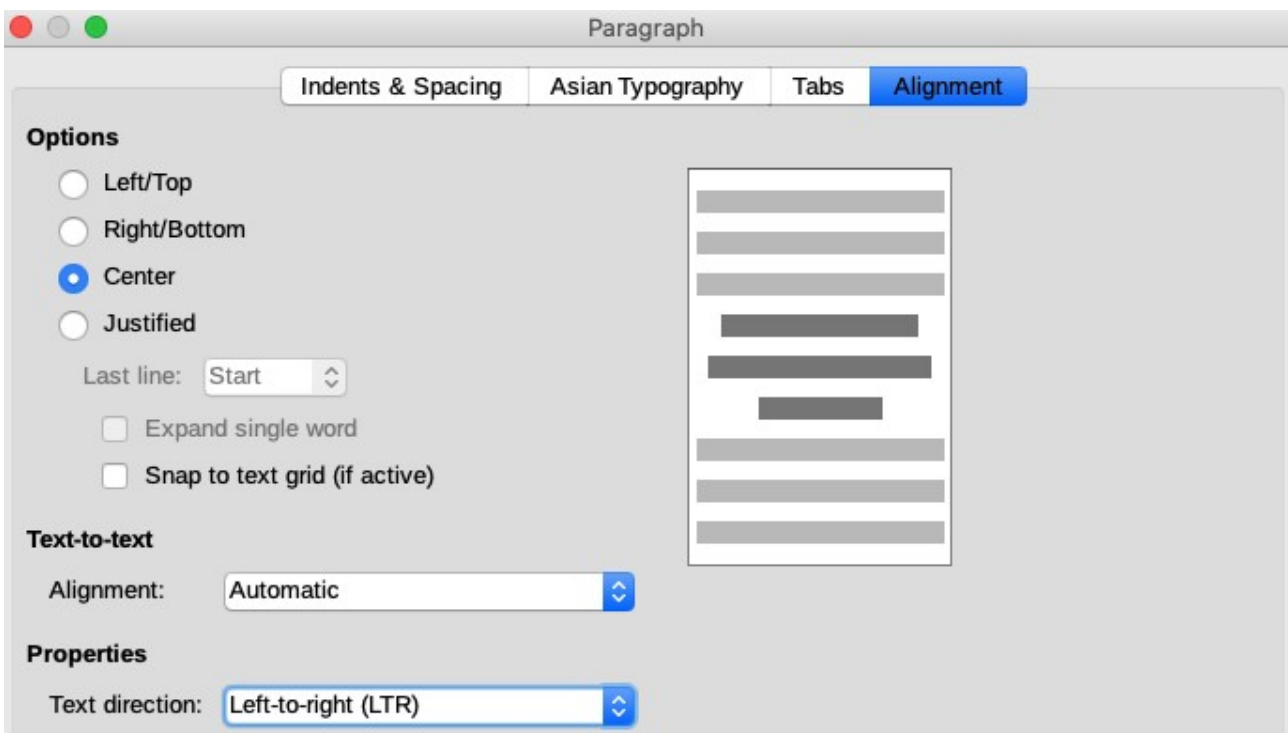 Paragraph
Indents & Spacing Asian Typography Tabs Alignment
Options
Left/Top
Right/Bottom
Center
Justified
Last line: Start
Expand single word
Snap to text grid (if active)
Text-to-text
Alignment: Automatic
Properties
Text direction: Left-to-right (LTR)